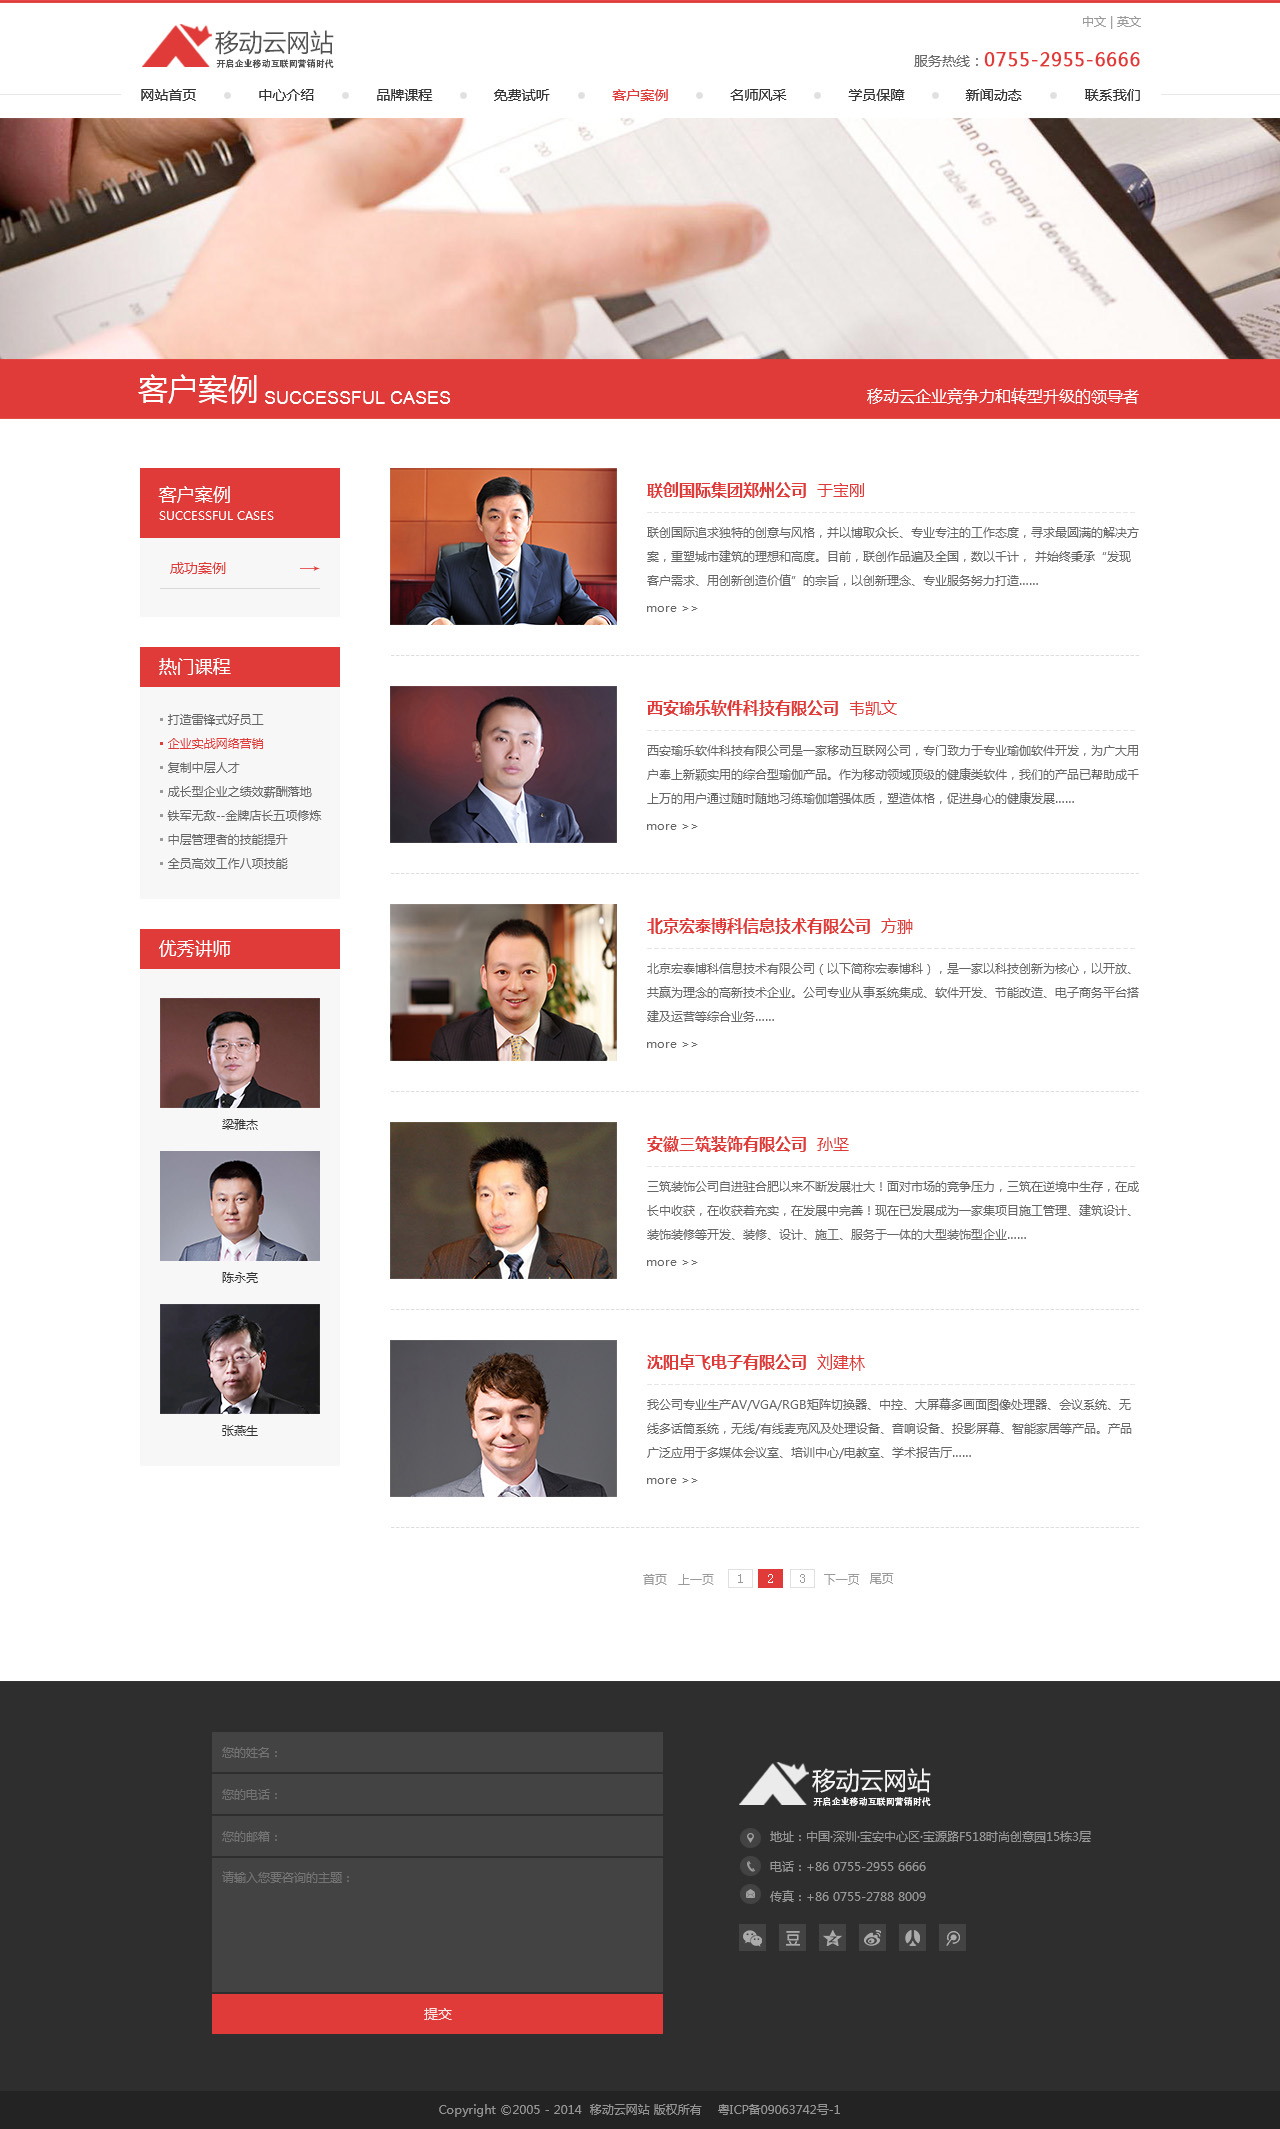 中文 | 英文
移动云网站
开启企业移动互联网营销时代
服务热线：0755-2955-6666
网站首页 中心介绍 品牌课程 免费试听 客户案例 名师风采 学员保障 新闻动态 联系我们
plan of company development
Table № 16
客户案例 SUCCESSFUL CASES
移动云企业竞争力和转型升级的领导者
客户案例
SUCCESSFUL CASES
成功案例
热门课程
打造雷锋式好员工
企业实战网络营销
复制中层人才
成长型企业之绩效薪酬落地
铁军无敌--金牌店长五项修炼
中层管理者的技能提升
全员高效工作八项技能
优秀讲师
梁雅杰
陈永亮
张燕生
联创国际集团郑州公司 于宝刚
联创国际追求独特的创意与风格，并以博取众长、专业专注的工作态度，寻求最圆满的解决方
案，重塑城市建筑的理想和高度。目前，联创作品遍及全国，数以千计， 并始终秉承“发现
客户需求、用创新创造价值”的宗旨，以创新理念、专业服务努力打造......
more >>
西安瑜乐软件科技有限公司 韦凯文
西安瑜乐软件科技有限公司是一家移动互联网公司，专门致力于专业瑜伽软件开发，为广大用
户奉上新颖实用的综合型瑜伽产品。作为移动领域顶级的健康类软件，我们的产品已帮助成千
上万的用户通过随时随地习练瑜伽增强体质，塑造体格，促进身心的健康发展......
more >>
北京宏泰博科信息技术有限公司 方翀
北京宏泰博科信息技术有限公司（以下简称宏泰博科），是一家以科技创新为核心，以开放、
共赢为理念的高新技术企业。公司专业从事系统集成、软件开发、节能改造、电子商务平台搭
建及运营等综合业务......
more >>
安徽三筑装饰有限公司 孙坚
三筑装饰公司自进驻合肥以来不断发展壮大！面对市场的竞争压力，三筑在逆境中生存，在成
长中收获，在收获着充实，在发展中完善！现在已发展成为一家集项目施工管理、建筑设计、
装饰装修等开发、装修、设计、施工、服务于一体的大型装饰型企业......
more >>
沈阳卓飞电子有限公司 刘建林
我公司专业生产AV/VGA/RGB矩阵切换器、中控、大屏幕多画面图像处理器、会议系统、无
线多话筒系统，无线/有线麦克风及处理设备、音响设备、投影屏幕、智能家居等产品。产品
广泛应用于多媒体会议室、培训中心/电教室、学术报告厅......
more >>
首页 上一页 1 2 3 下一页 尾页
您的姓名：
您的电话：
您的邮箱：
请输入您要咨询的主题：
提交
移动云网站
开启企业移动互联网营销时代
地址：中国·深圳·宝安中心区·宝源路F518时尚创意园15栋3层
电话：+86 0755-2955 6666
传真：+86 0755-2788 8009
豆
Copyright ©2005 - 2014 移动云网站 版权所有 粤ICP备09063742号-1